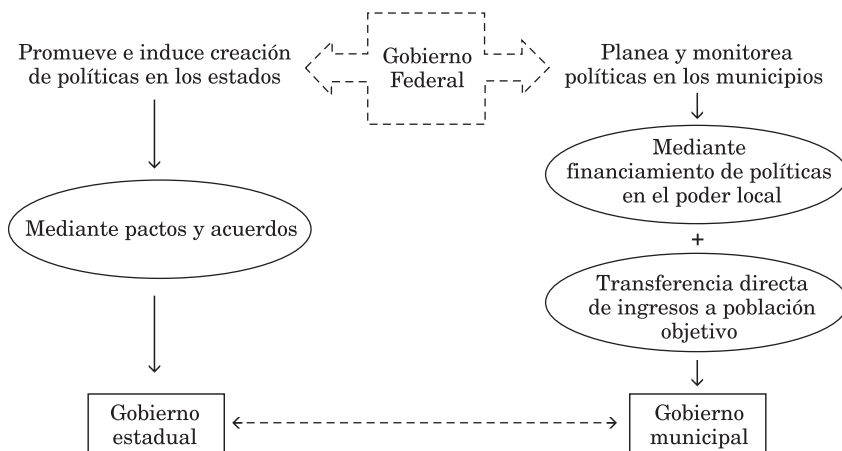 Promueve e induce creación
de políticas en los estados
Gobierno
Federal
Planea y monitorea
políticas en los municipios
Mediante pactos y acuerdos
Mediante
financiamiento de políticas
en el poder local
+
Transferencia directa
de ingresos a población
objetivo
Gobierno
estadual
Gobierno
municipal